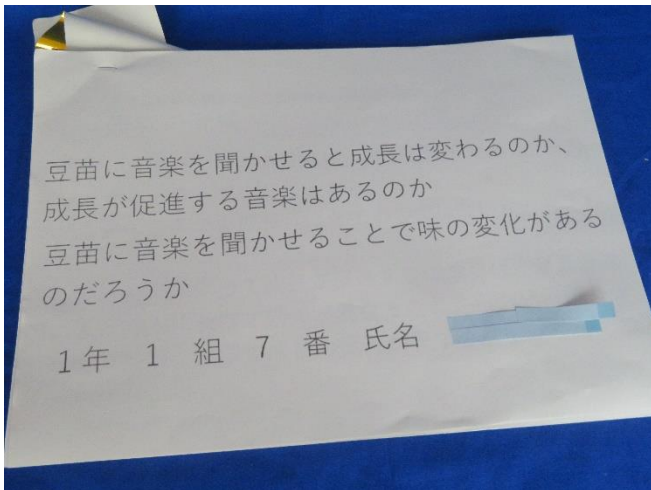 豆苗に音楽を聞かせると成長は変わるのか、
成長が促進する音楽はあるのか
豆苗に音楽を聞かせることで味の変化がある
のだろうか
1年 1 組 7 番 氏名